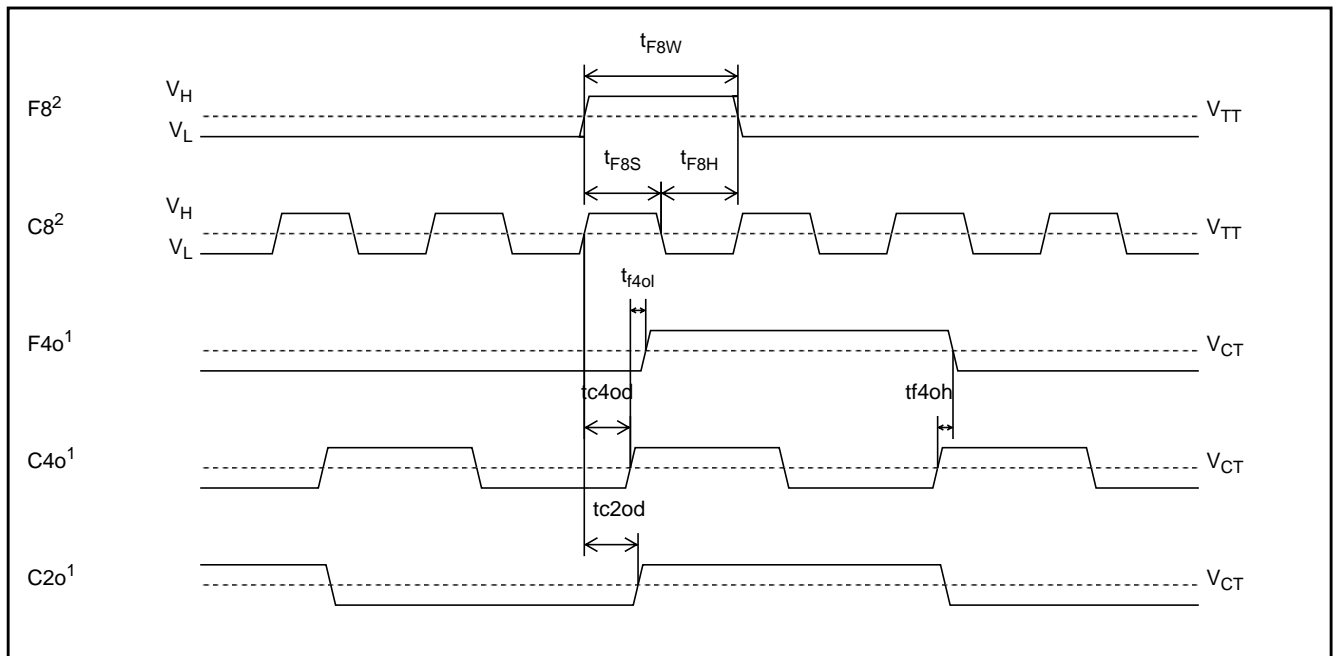 tF8W
VH
F8²
VTT
VL
tF8S
tF8H
VH
C8²
VTT
VL
tf4ol
F4o¹
VCT
tc4od
tf4oh
C4o¹
VCT
tc2od
C2o¹
VCT